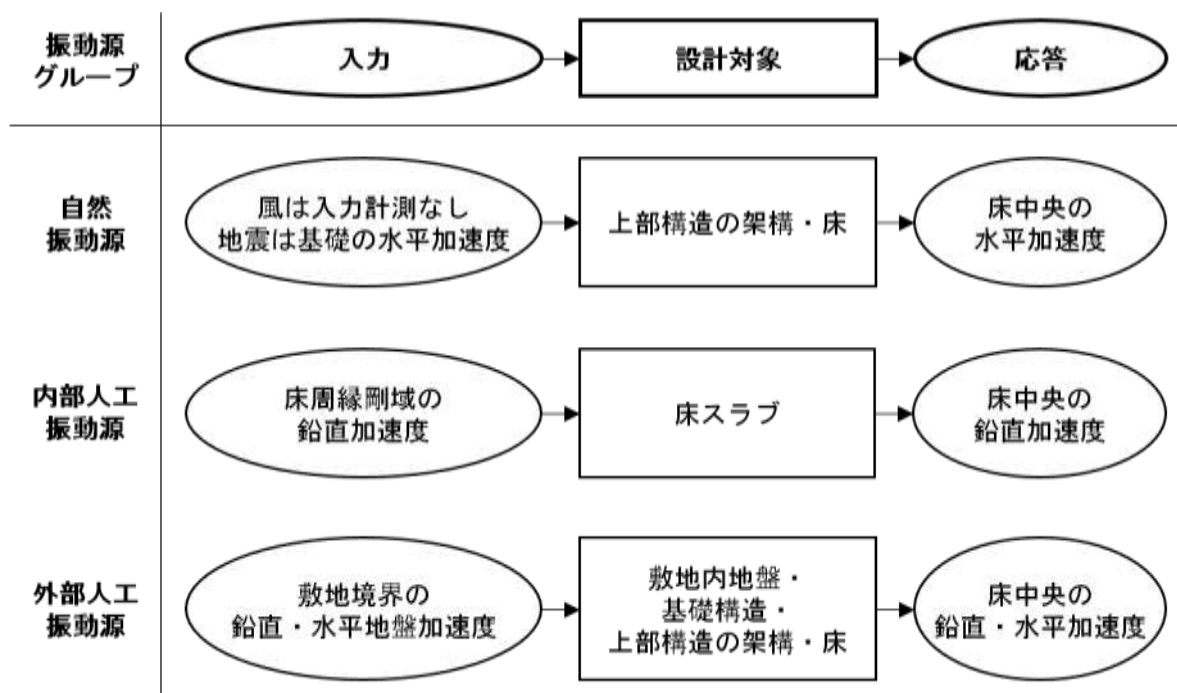 振動源
グループ
入力
設計対象
応答
自然
振動源
風は入力計測なし
地震は基礎の水平加速度
上部構造の架構・床
床中央の
水平加速度
内部人工
振動源
床周縁剛域の
鉛直加速度
床スラブ
床中央の
鉛直加速度
外部人工
振動源
敷地境界の
鉛直・水平地盤加速度
敷地内地盤・
基礎構造・
上部構造の架構・床
床中央の
鉛直・水平加速度